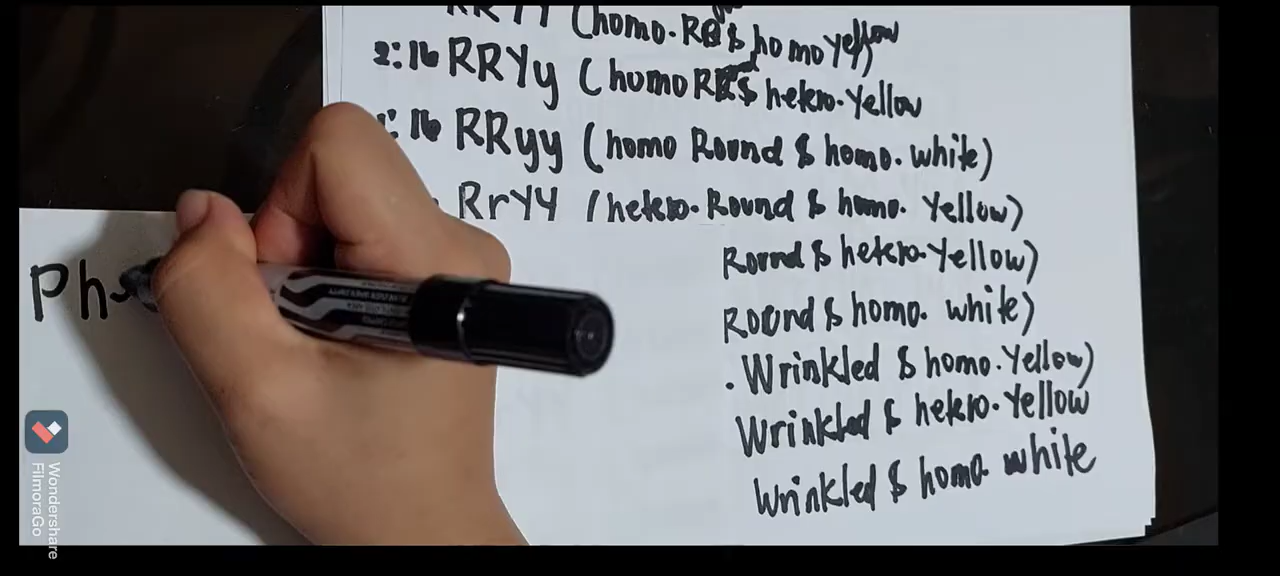 RRYY (homo. R & homo Yellow
2:16 RRYy (homo R & hetero. Yellow
1:16 RRyy (homo Round & homo. white)
RrYY (hetero. Round & homo. Yellow)
Round & hetero. Yellow)
Round & homo. white)
. Wrinkled & homo. Yellow)
Wrinkled & hetero. Yellow
Wrinkled & homo. white
Ph
Wondershare
FilmoraGo